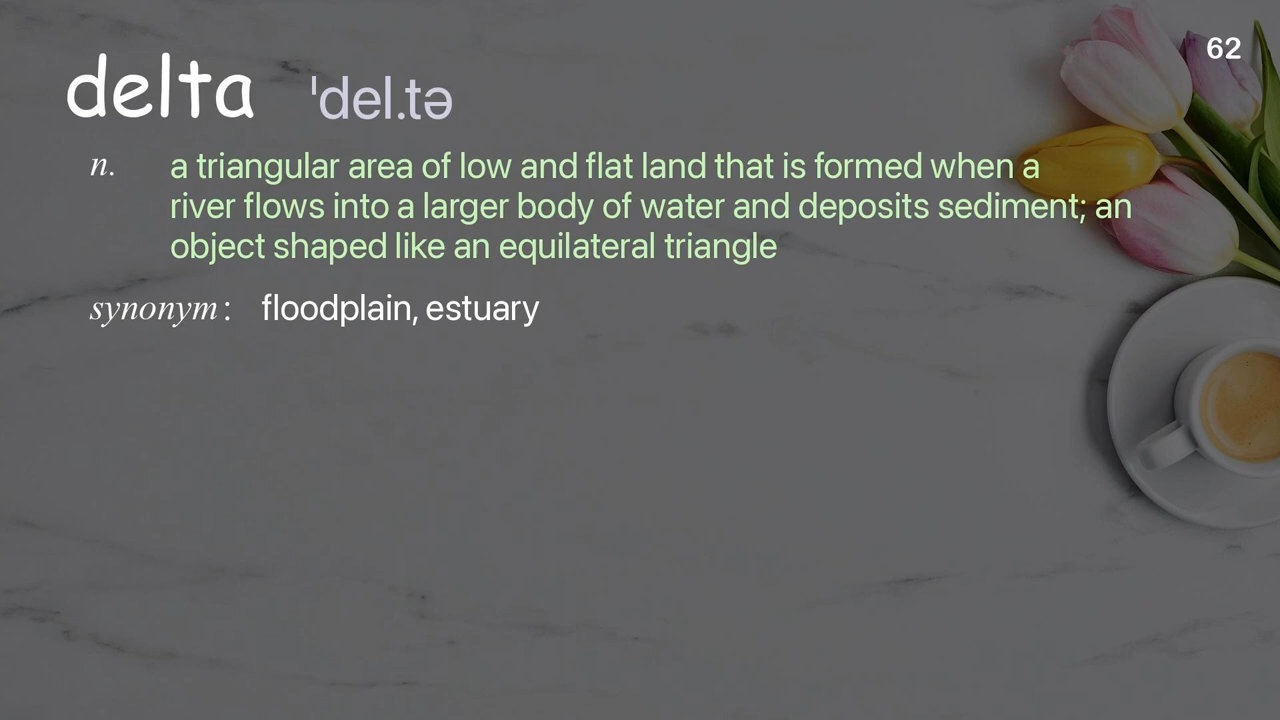 62
delta ˈdel.tə
n. a triangular area of low and flat land that is formed when a
river flows into a larger body of water and deposits sediment; an
object shaped like an equilateral triangle
synonym: floodplain, estuary